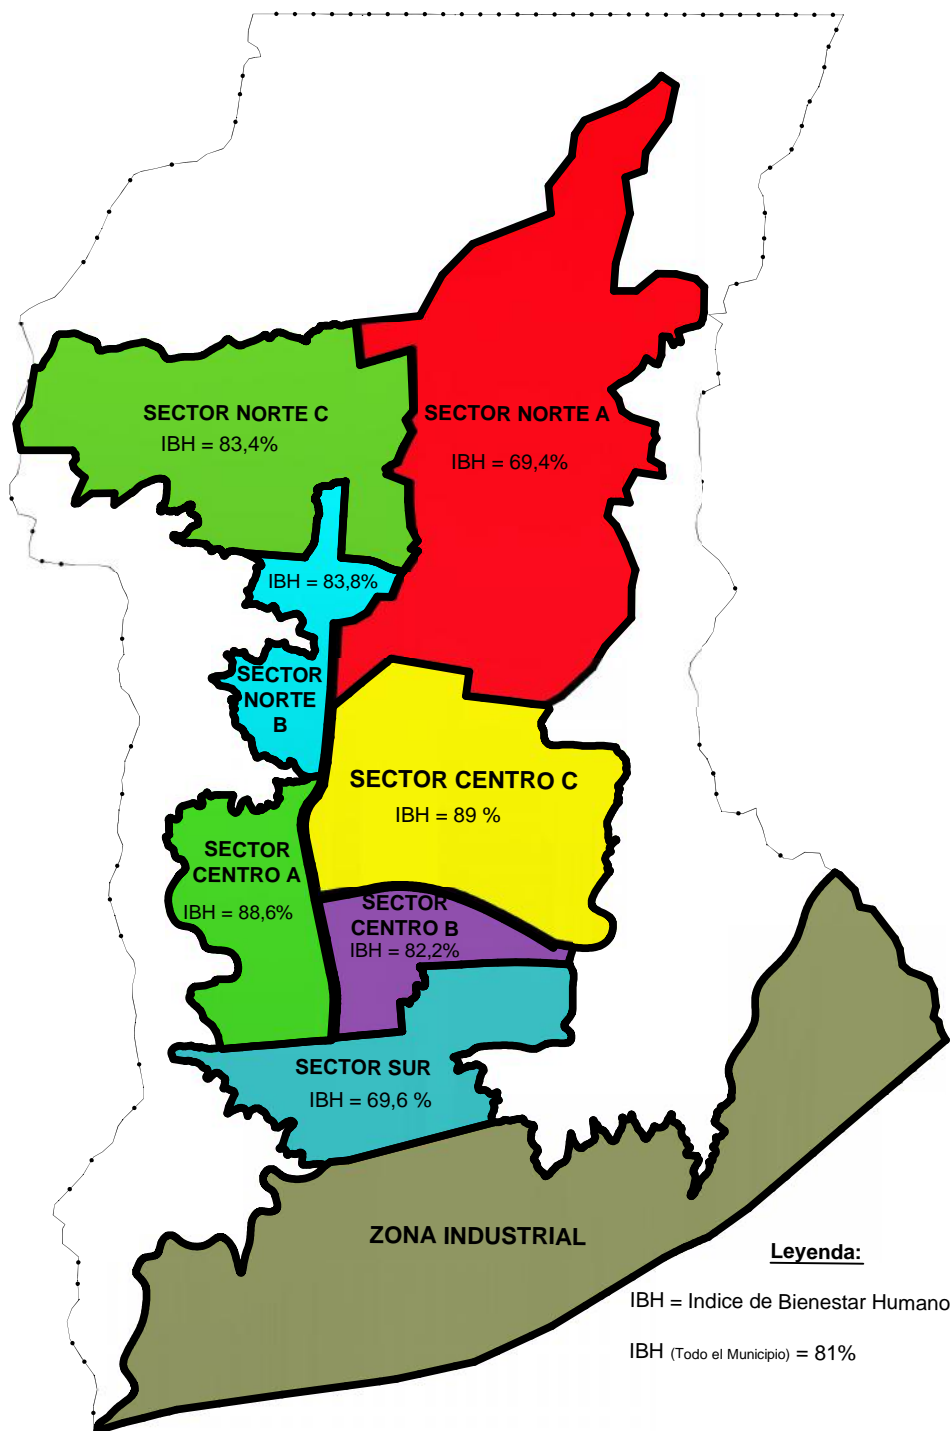 SECTOR NORTE C
IBH = 83,4%
SECTOR NORTE A
IBH = 69,4%
IBH = 83,8%
SECTOR
NORTE
B
SECTOR CENTRO C
IBH = 89 %
SECTOR
CENTRO A
IBH = 88,6%
SECTOR
CENTRO B
IBH = 82,2%
SECTOR SUR
IBH = 69,6 %
ZONA INDUSTRIAL
Leyenda:
IBH = Indice de Bienestar Humano
IBH (Todo el Municipio) = 81%